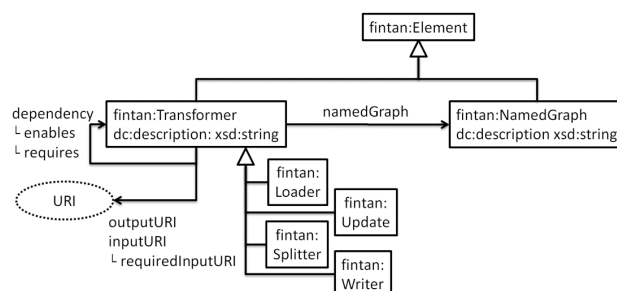 fintan:Element
dependency
└ enables
└ requires
fintan:Transformer
dc:description: xsd:string
namedGraph
fintan:NamedGraph
dc:description xsd:string
URI
outputURI
inputURI
└ requiredInputURI
fintan:
Loader
fintan:
Update
fintan:
Splitter
fintan:
Writer